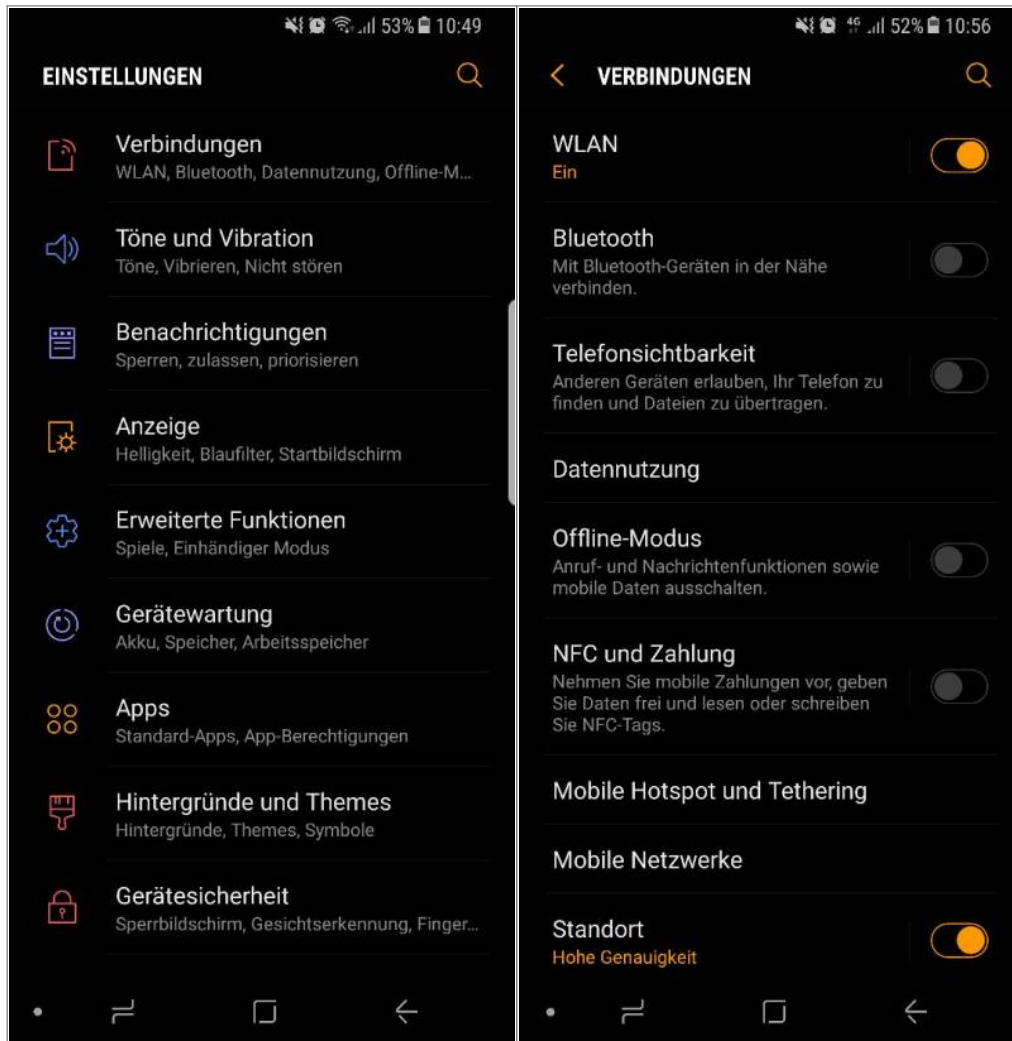 53% 10:49
EINSTELLUNGEN
Verbindungen
WLAN, Bluetooth, Datennutzung, Offline-M...
Töne und Vibration
Töne, Vibrieren, Nicht stören
Benachrichtigungen
Sperren, zulassen, priorisieren
Anzeige
Helligkeit, Blaufilter, Startbildschirm
Erweiterte Funktionen
Spiele, Einhändiger Modus
Gerätewartung
Akku, Speicher, Arbeitsspeicher
Apps
Standard-Apps, App-Berechtigungen
Hintergründe und Themes
Hintergründe, Themes, Symbole
Gerätesicherheit
Sperrbildschirm, Gesichtserkennung, Finger...
4G 52% 10:56
VERBINDUNGEN
WLAN
Ein
Bluetooth
Mit Bluetooth-Geräten in der Nähe
verbinden.
Telefonsichtbarkeit
Anderen Geräten erlauben, Ihr Telefon zu
finden und Dateien zu übertragen.
Datennutzung
Offline-Modus
Anruf- und Nachrichtenfunktionen sowie
mobile Daten ausschalten.
NFC und Zahlung
Nehmen Sie mobile Zahlungen vor, geben
Sie Daten frei und lesen oder schreiben
Sie NFC-Tags.
Mobile Hotspot und Tethering
Mobile Netzwerke
Standort
Hohe Genauigkeit